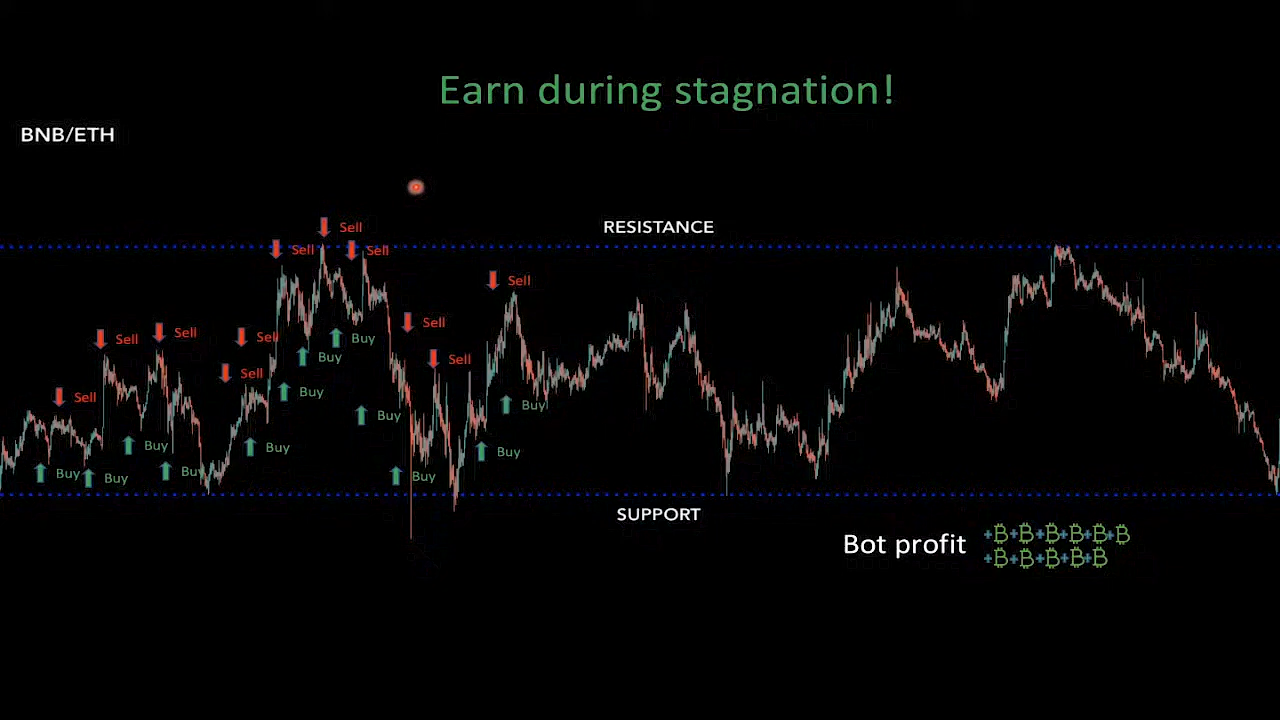 Earn during stagnation!
BNB/ETH
RESISTANCE
Sell
Sell
Sell
Sell
Sell
Sell
Sell
Sell
Sell
Sell
Sell
Sell
Buy
Buy
Buy
Buy
Buy
Buy
Buy
Buy
Buy
Buy
Buy
Buy
SUPPORT
Bot profit +₿+₿+₿+₿+₿+₿
+₿+₿+₿+₿+₿